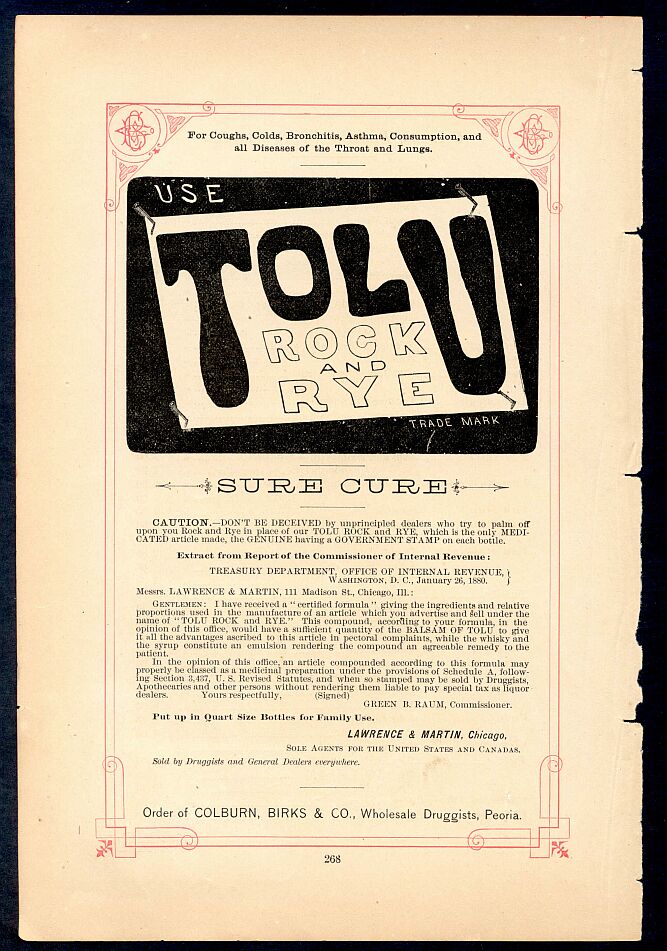 For Coughs, Colds, Bronchitis, Asthma, Consumption, and
all Diseases of the Throat and Lungs.
USE
TOLU
ROCK
AND
RYE
TRADE MARK
SURE CURE
CAUTION.—DON'T BE DECEIVED by unprincipled dealers who try to palm off
upon you Rock and Rye in place of our TOLU ROCK and RYE, which is the only MEDI-
CATED article made, the GENUINE having a GOVERNMENT STAMP on each bottle.
Extract from Report of the Commissioner of Internal Revenue:
TREASURY DEPARTMENT, OFFICE OF INTERNAL REVENUE, }
WASHINGTON, D. C., January 26, 1880.
Messrs. LAWRENCE & MARTIN, 111 Madison St., Chicago, Ill.:
GENTLEMEN: I have received a "certified formula" giving the ingredients and relative
proportions used in the manufacture of an article which you advertise and sell under the
name of "TOLU ROCK and RYE." This compound, according to your formula, in the
opinion of this office, would have a sufficient quantity of the BALSAM OF TOLU to give
it all the advantages ascribed to this article in pectoral complaints, while the whisky and
the syrup constitute an emulsion rendering the compound an agreeable remedy to the
patient.
In the opinion of this office, an article compounded according to this formula may
properly be classed as a medicinal preparation under the provisions of Schedule A, follow-
ing Section 3,437, U. S. Revised Statutes, and when so stamped may be sold by Druggists,
Apothecaries and other persons without rendering them liable to pay special tax as liquor
dealers. Yours respectfully, (Signed)
GREEN B. RAUM, Commissioner.
Put up in Quart Size Bottles for Family Use.
LAWRENCE & MARTIN, Chicago,
SOLE AGENTS FOR THE UNITED STATES AND CANADAS.
Sold by Druggists and General Dealers everywhere.
Order of COLBURN, BIRKS & CO., Wholesale Druggists, Peoria.
268